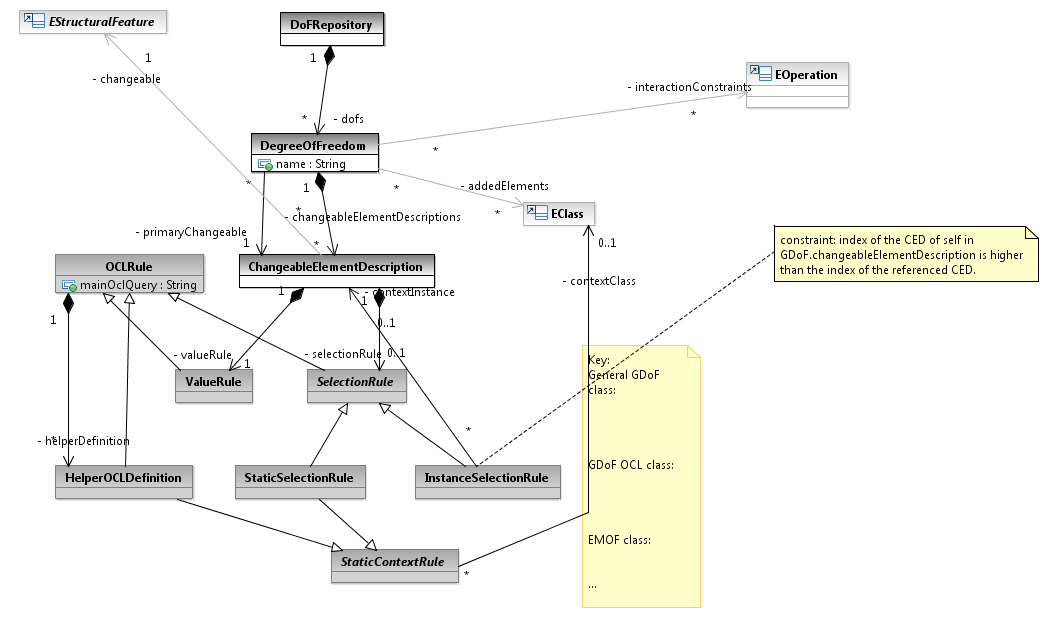 EStructuralFeature
DoFRepository
1
1
- changeable
EOperation
- interactionConstraints
*
*
- dofs
DegreeOfFreedom
name : String
*
*
1
*
- addedElements
*
EClass
*
- changeableElementDescriptions
- primaryChangeable
1
*
0..1
constraint: index of the CED of self in
GDoF.changeableElementDescription is higher
than the index of the referenced CED.
OCLRule
mainOclQuery : String
ChangeableElementDescription
- contextClass
1
- contextInstance
1
1
0..1
- valueRule
1
- selectionRule
0..1
ValueRule
SelectionRule
Key:
General GDoF
class:
*
- helperDefinition
*
HelperOCLDefinition
StaticSelectionRule
InstanceSelectionRule
GDoF OCL class:
EMOF class:
StaticContextRule
*
...